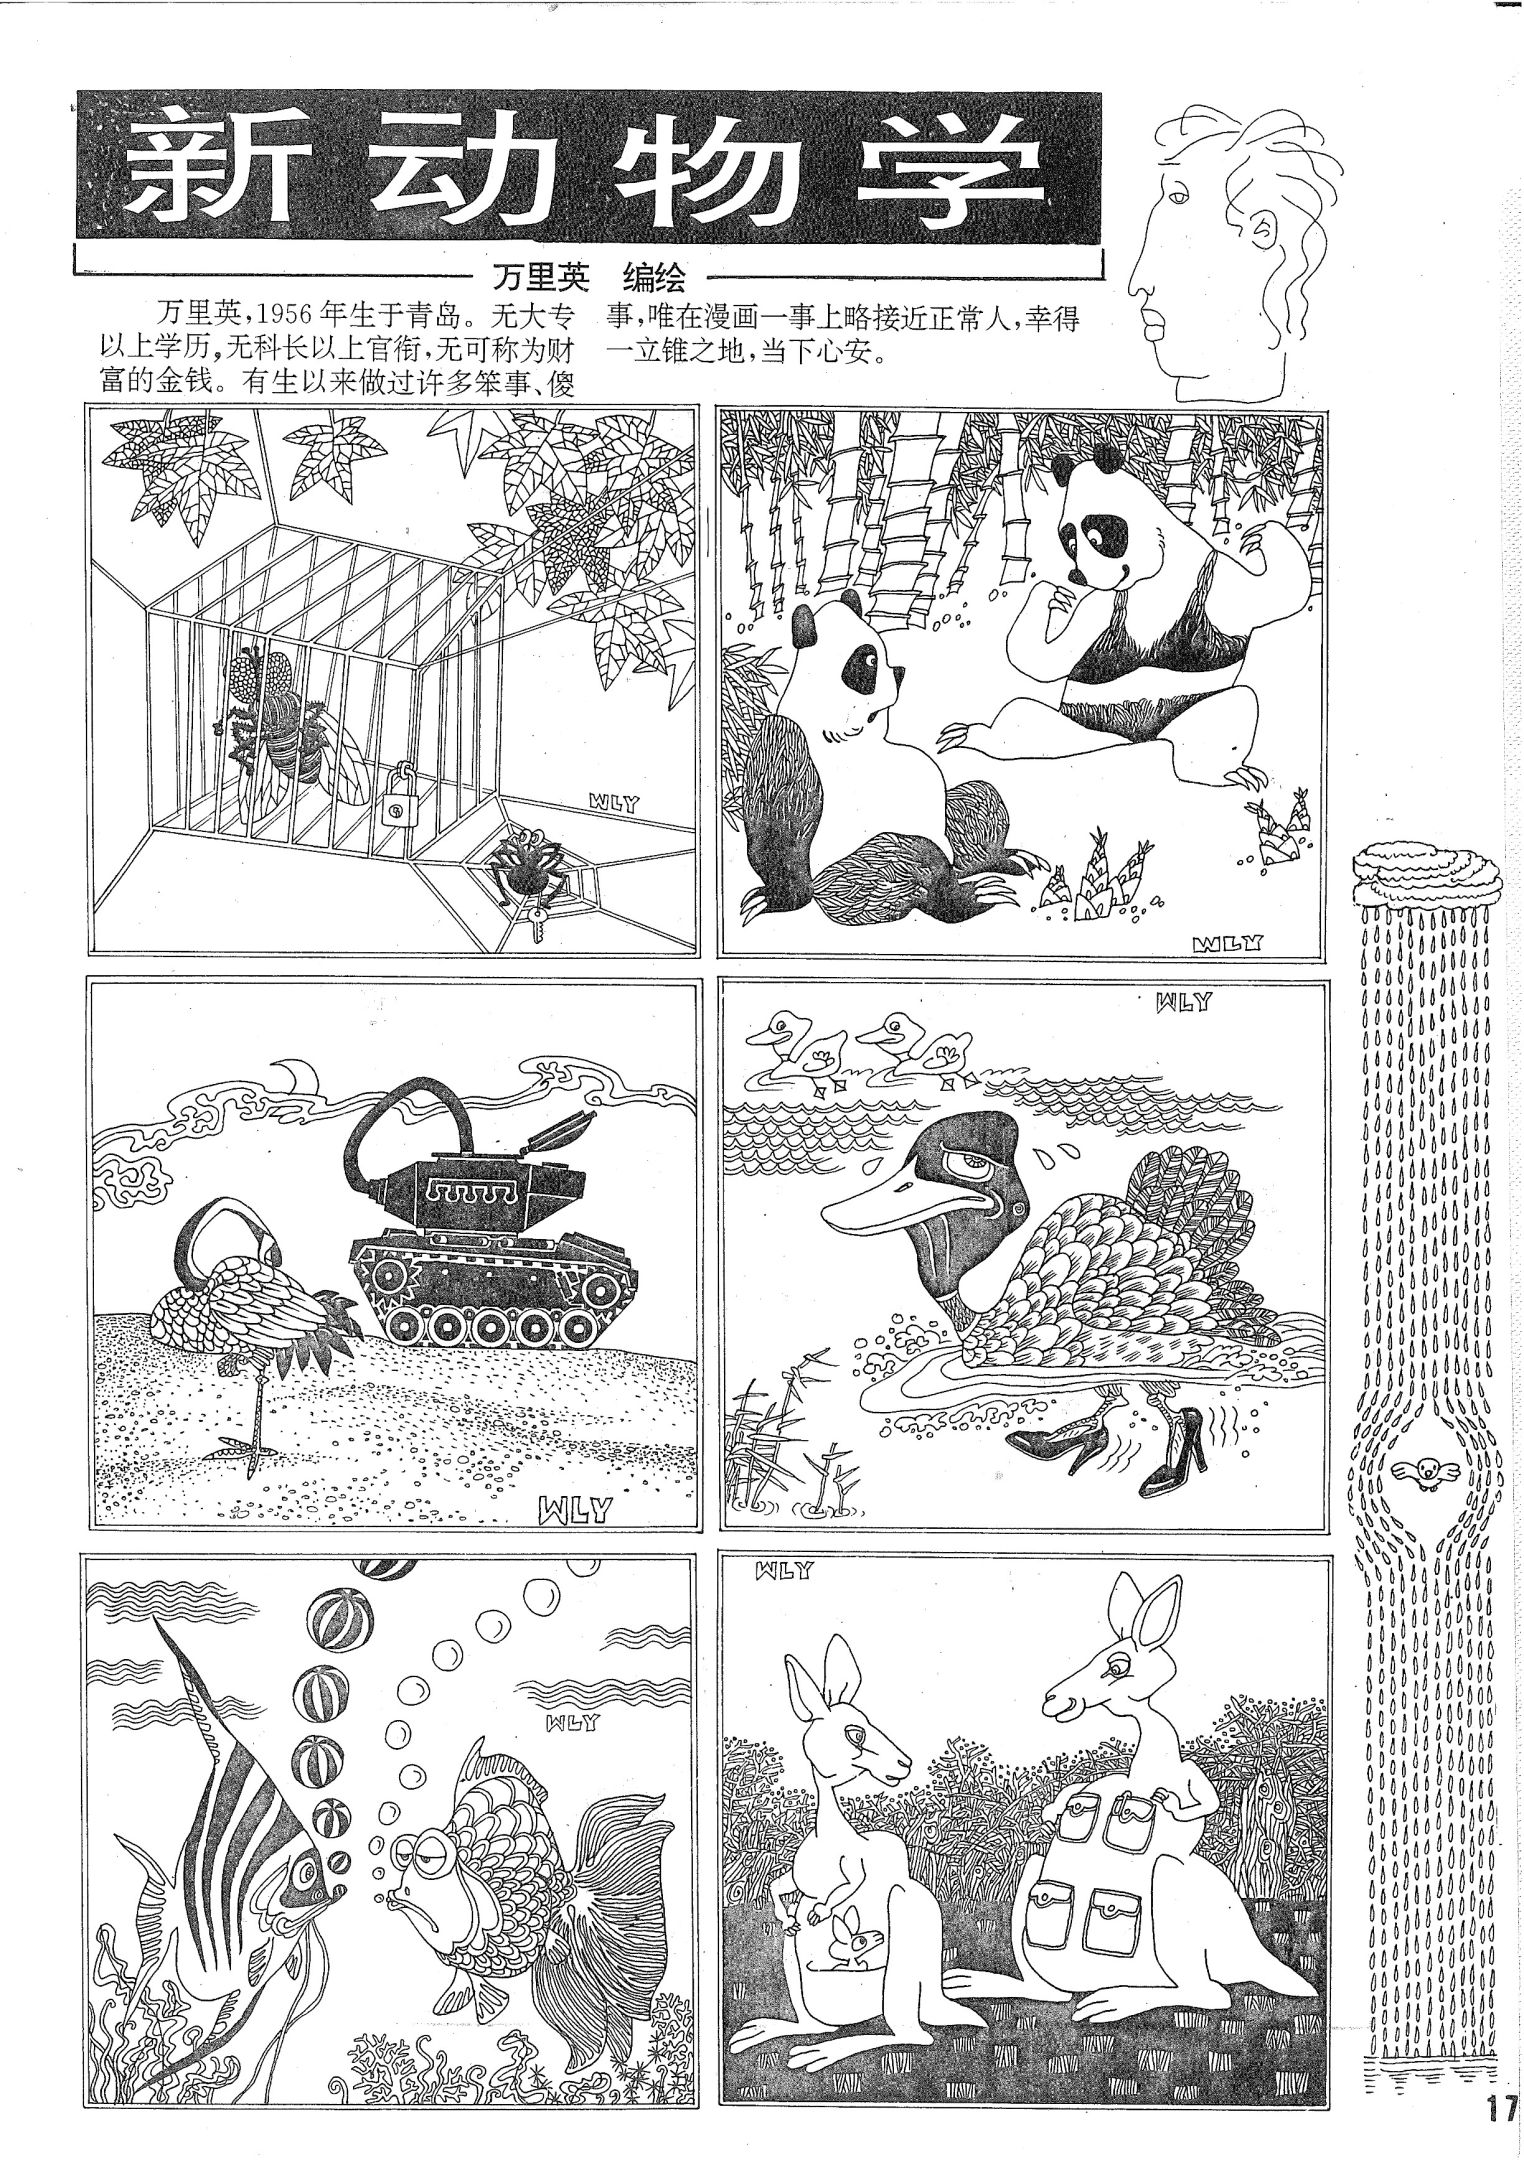 新动物学
万里英 编绘
万里英,1956年生于青岛。无大专
以上学历,无科长以上官衔,无可称为财
富的金钱。有生以来做过许多笨事、傻
事,唯在漫画一事上略接近正常人,幸得
一立锥之地,当下心安。
WLY
WLY
WLY
WLY
WLY
WLY
17